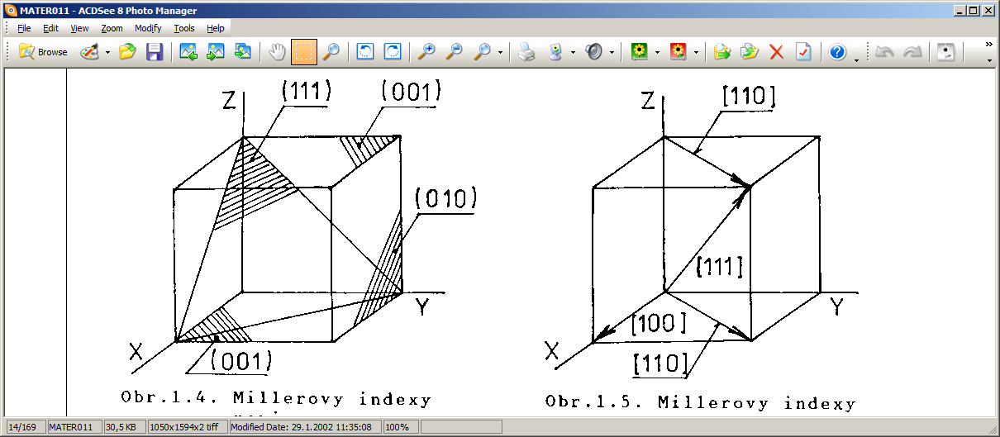 MATER011 - ACDSee 8 Photo Manager
File Edit View Zoom Modify Tools Help
Browse
Z
(111)
(001)
(010)
Y
X
(001)
Obr.1.4. Millerovy indexy
Z
[110]
[111]
Y
[100]
X
[110]
Obr.1.5. Millerovy indexy
14/169 MATER011 30,5 KB 1050x1594x2 tiff Modified Date: 29.1.2002 11:35:08 100%